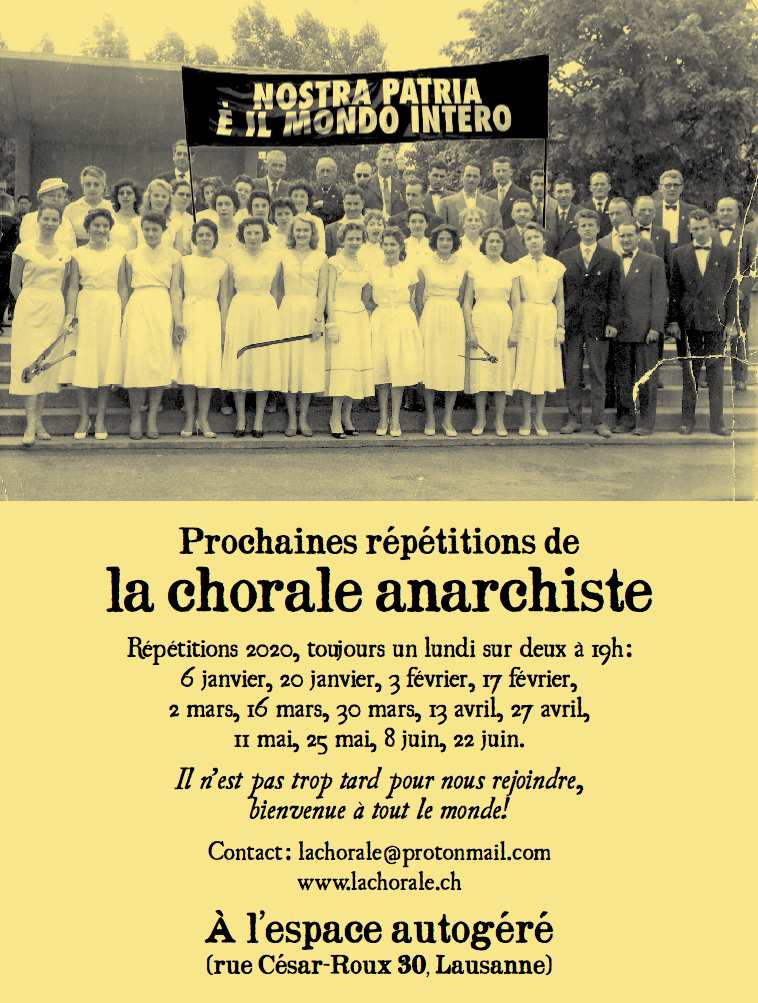 NOSTRA PATRIA
È IL MONDO INTERO
Prochaines répétitions de
la chorale anarchiste
Répétitions 2020, toujours un lundi sur deux à 19h:
6 janvier, 20 janvier, 3 février, 17 février,
2 mars, 16 mars, 30 mars, 13 avril, 27 avril,
11 mai, 25 mai, 8 juin, 22 juin.
Il n'est pas trop tard pour nous rejoindre,
bienvenue à tout le monde!
Contact: lachorale@protonmail.com
www.lachorale.ch
À l'espace autogéré
(rue César-Roux 30, Lausanne)